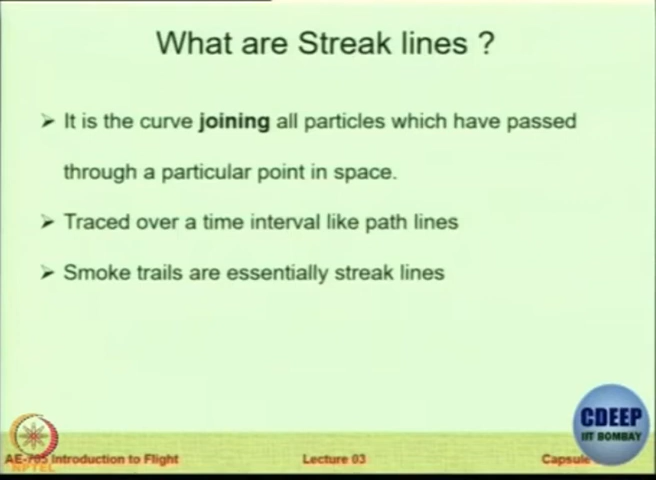 What are Streak lines ?
➤ It is the curve joining all particles which have passed
through a particular point in space.
➤ Traced over a time interval like path lines
➤ Smoke trails are essentially streak lines
CDEEP
IIT BOMBAY
AE-705 Introduction to Flight
Lecture 03
Capsule
NPTEL